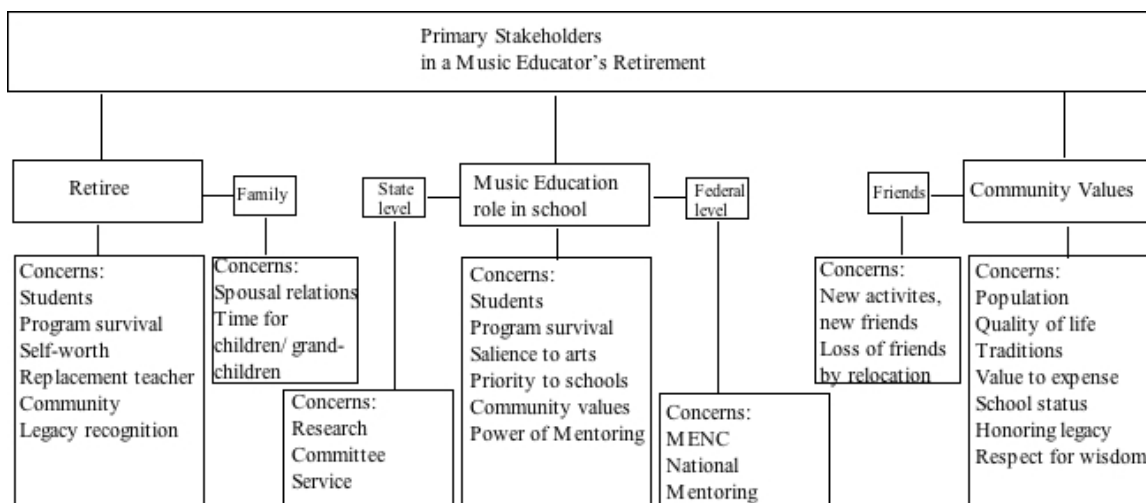 Primary Stakeholders
in a Music Educator's Retirement
Retiree
Family
State
level
Music Education
role in school
Federal
level
Friends
Community Values
Concerns:
Students
Program survival
Self-worth
Replacement teacher
Community
Legacy recognition
Concerns:
Spousal relations
Time for
children/ grand-
children
Concerns:
Research
Committee
Service
Concerns:
Students
Program survival
Salience to arts
Priority to schools
Community values
Power of Mentoring
Concerns:
MENC
National
Mentoring
Concerns:
New activites,
new friends
Loss of friends
by relocation
Concerns:
Population
Quality of life
Traditions
Value to expense
School status
Honoring legacy
Respect for wisdom